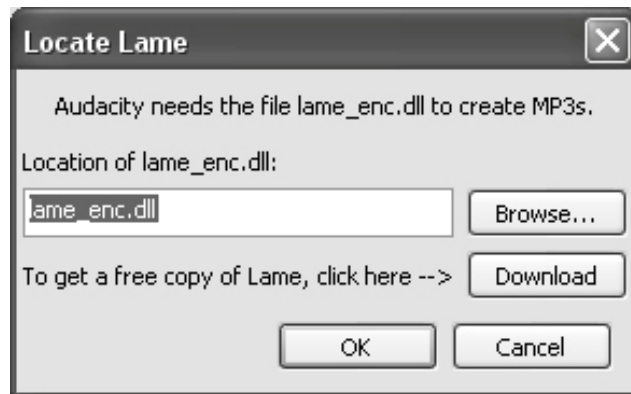 Locate Lame
Audacity needs the file lame_enc.dll to create MP3s.
Location of lame_enc.dll:
lame_enc.dll
Browse...
To get a free copy of Lame, click here -->
Download
OK
Cancel